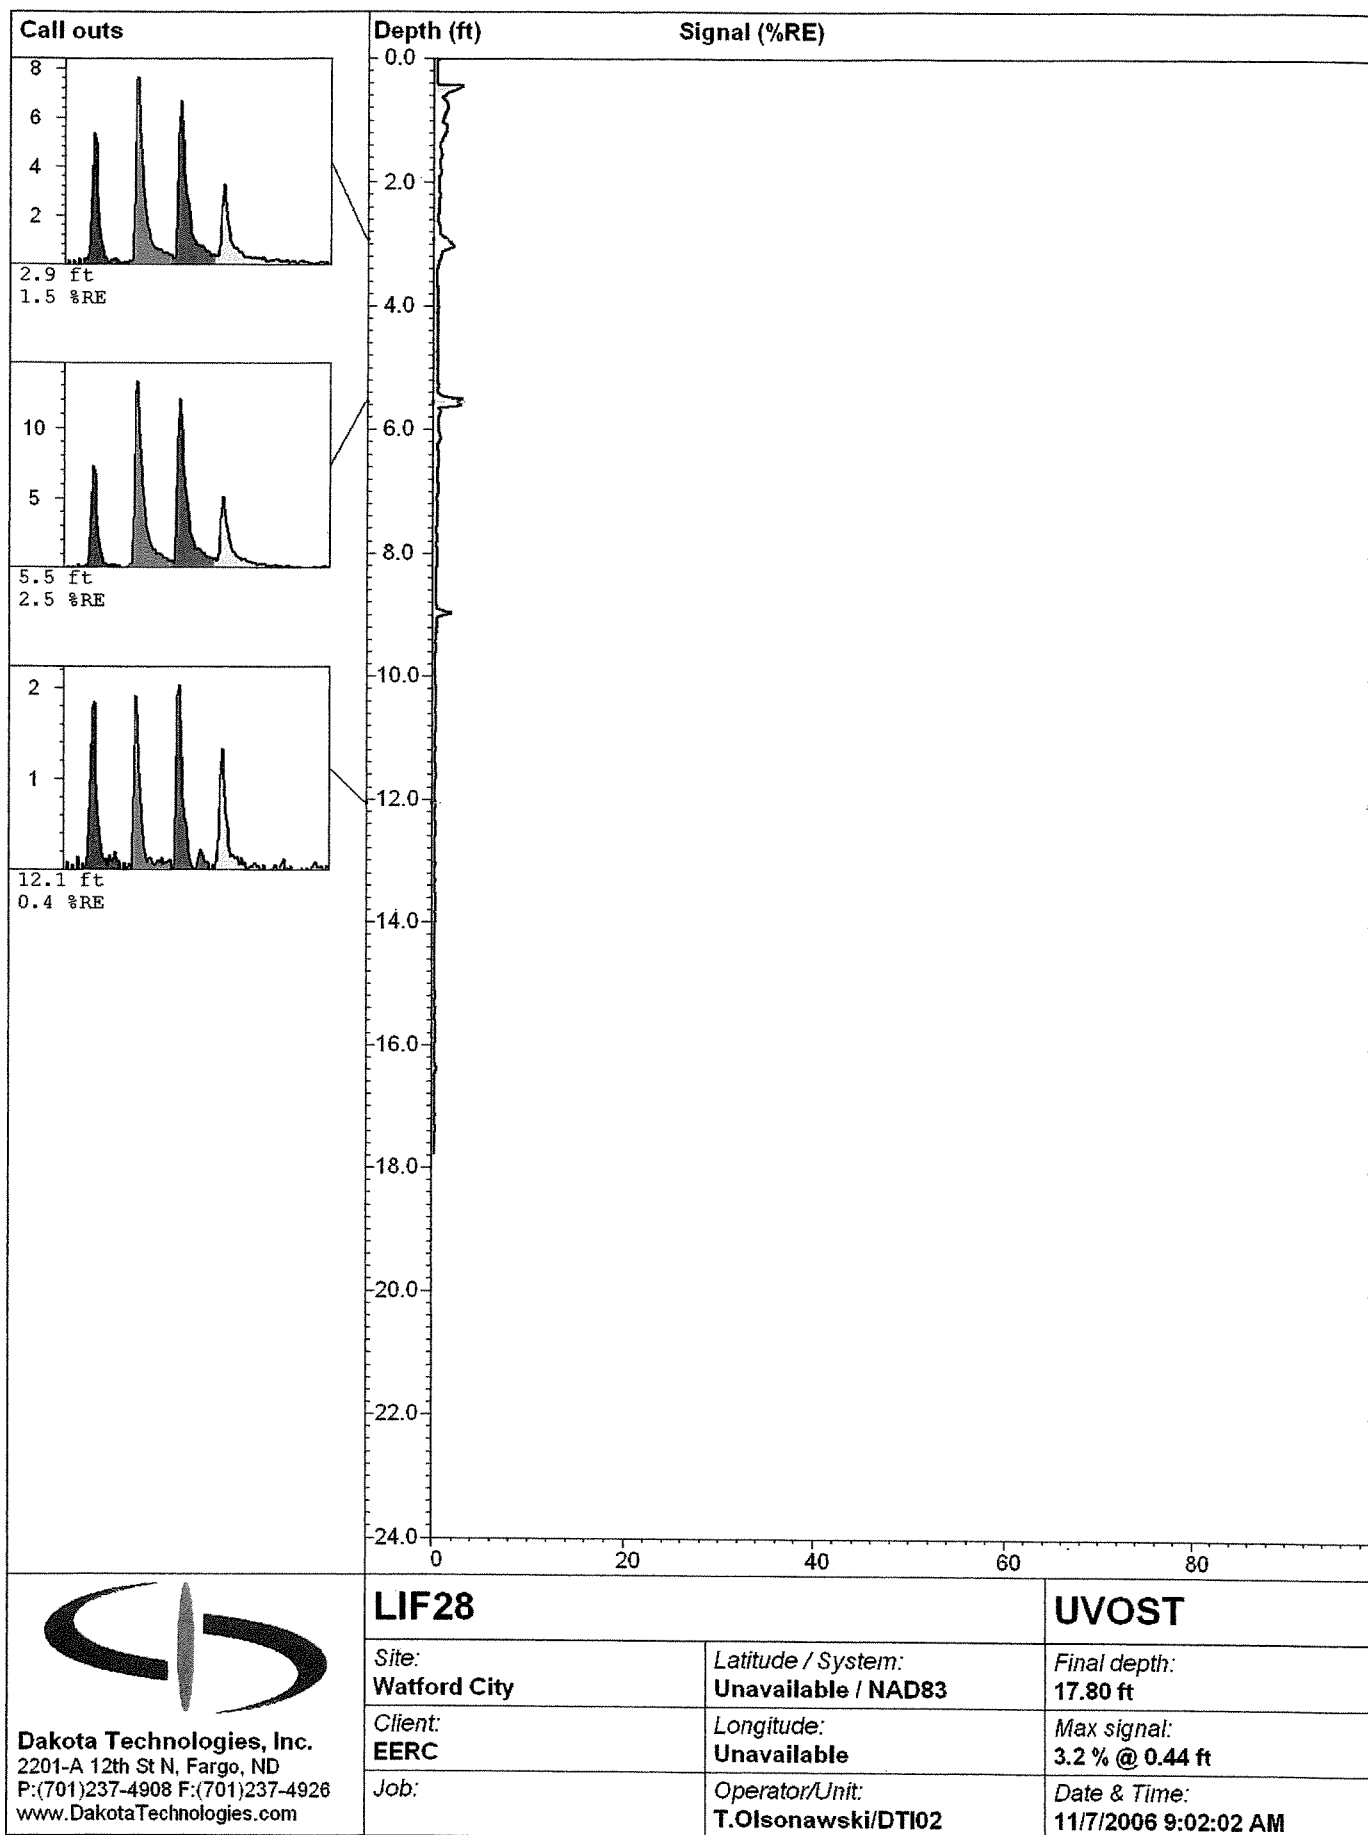 Call outs
Depth (ft)
Signal (%RE)
8
6
4
2
2.9 ft
1.5 %RE
10
5
5.5 ft
2.5 %RE
2
1
12.1 ft
0.4 %RE
0.0
2.0
4.0
6.0
8.0
10.0
12.0
14.0
16.0
18.0
20.0
22.0
24.0
0
20
40
60
80
Dakota Technologies, Inc.
2201-A 12th St N, Fargo, ND
P:(701)237-4908 F:(701)237-4926
www.DakotaTechnologies.com
LIF28
UVOST
Site:
Watford City
Latitude / System:
Unavailable / NAD83
Final depth:
17.80 ft
Client:
EERC
Longitude:
Unavailable
Max signal:
3.2 % @ 0.44 ft
Job:
Operator/Unit:
T.Olsonawski/DTI02
Date & Time:
11/7/2006 9:02:02 AM